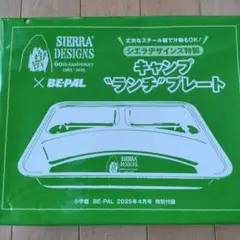 SIERRA
DESIGNS
60th Anniversary
1965-2025
× BE-PAL
丈夫なスチール製で汁物もOK!
シエラデザインズ特製
キャンプ
"ランチ"プレート
SIERRA
DESIGNS
小学館 BE-PAL 2025年4月号 特別付録